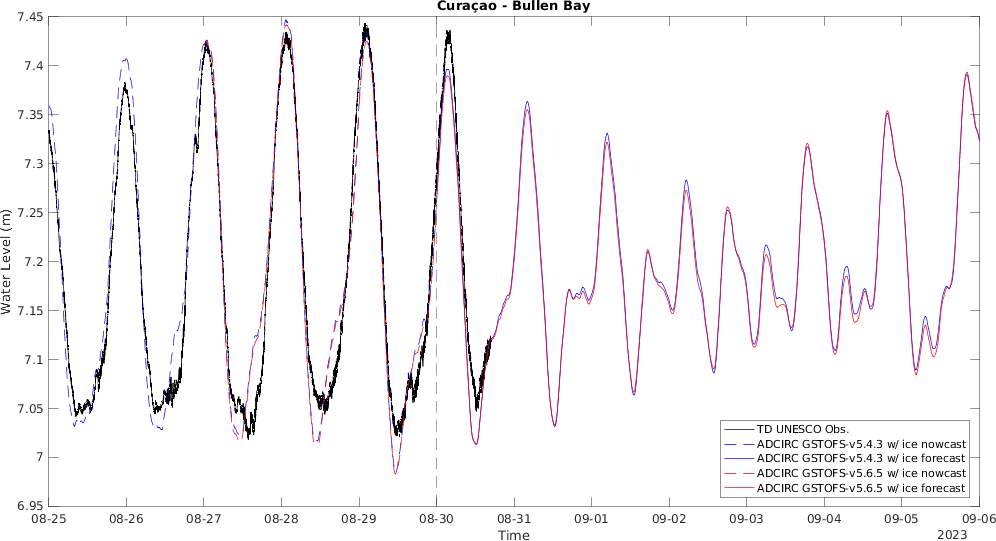 Curaçao - Bullen Bay
7.45
7.4
7.35
7.3
7.25
7.2
7.15
7.1
7.05
7
6.95
Water Level (m)
TD UNESCO Obs.
ADCIRC GSTOFS-v5.4.3 w/ ice nowcast
ADCIRC GSTOFS-v5.4.3 w/ ice forecast
ADCIRC GSTOFS-v5.6.5 w/ ice nowcast
ADCIRC GSTOFS-v5.6.5 w/ ice forecast
08-25 08-26 08-27 08-28 08-29 08-30 08-31 09-01 09-02 09-03 09-04 09-05 09-06
Time
2023